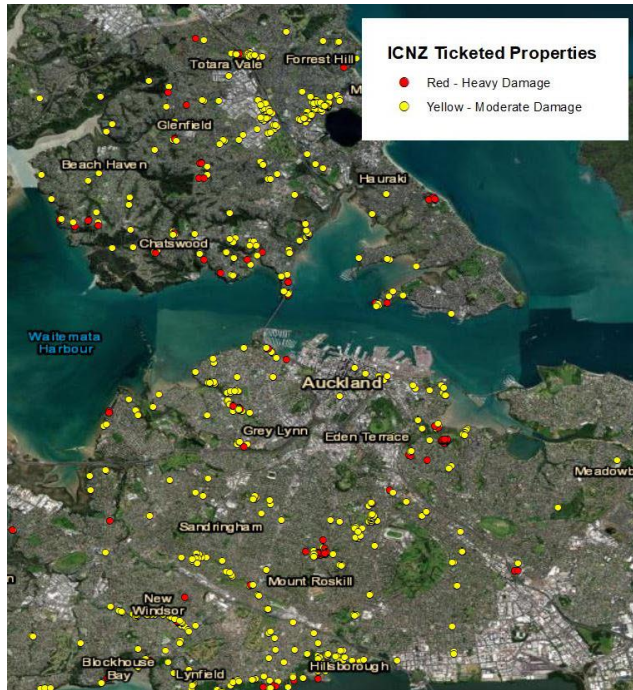 ICNZ Ticketed Properties
Red - Heavy Damage
Yellow - Moderate Damage
Totara Vale
Forrest Hill
M
Glenfield
Beach Haven
Hauraki
Chatswood
Waitemata
Harbour
Auckland
Grey Lynn
Eden Terrace
Meadowb
Sandringham
n
Mount Roskill
New
Windsor
Blockhouse
Bay
Lynfield
Hillsborough